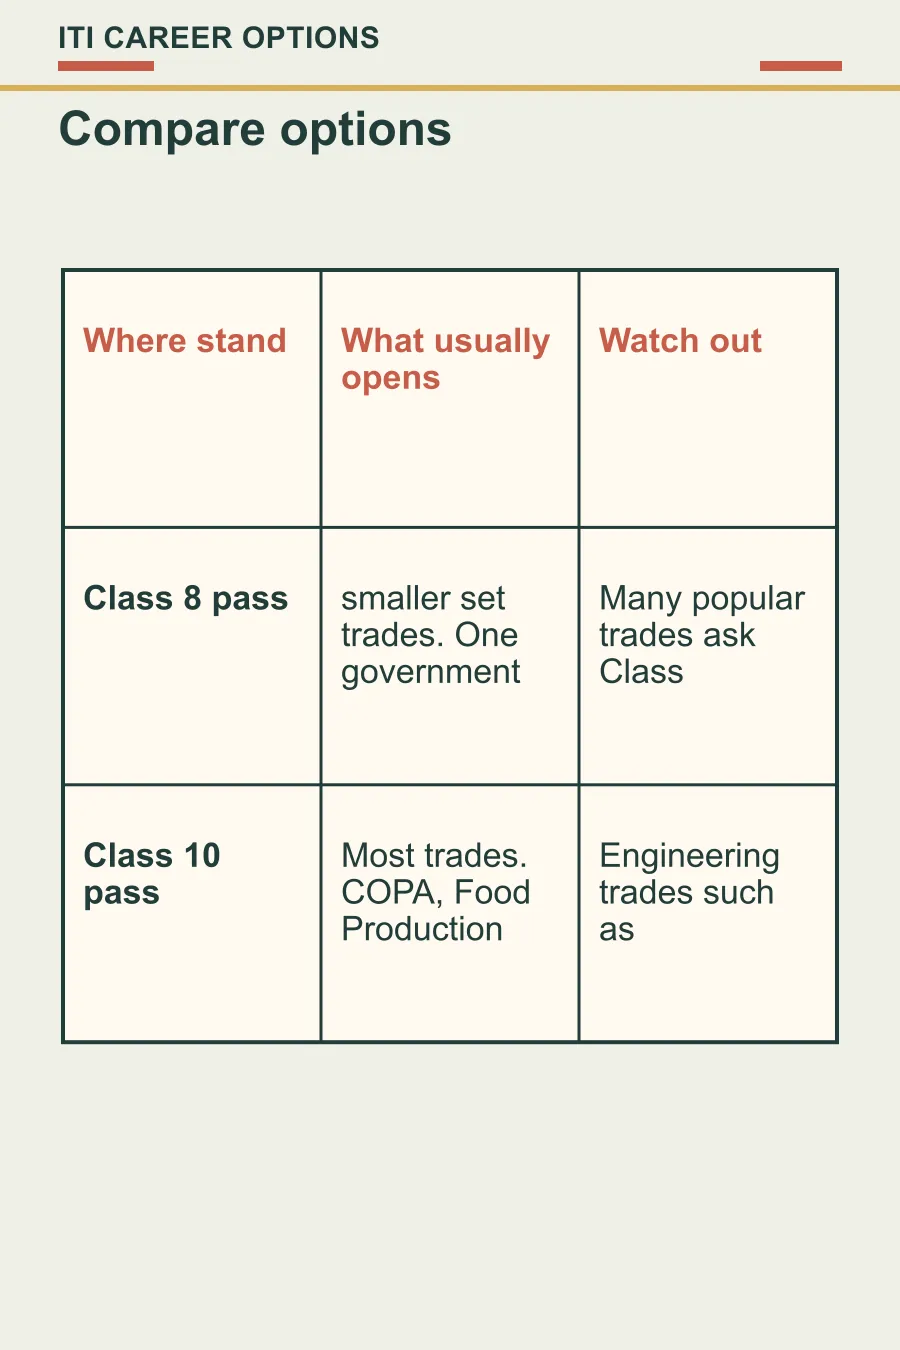 ITI CAREER OPTIONS
Compare options
Where stand
What usually
opens
Watch out
Class 8 pass
smaller set
trades. One
government
Many popular
trades ask
Class
Class 10
pass
Most trades.
COPA, Food
Production
Engineering
trades such
as